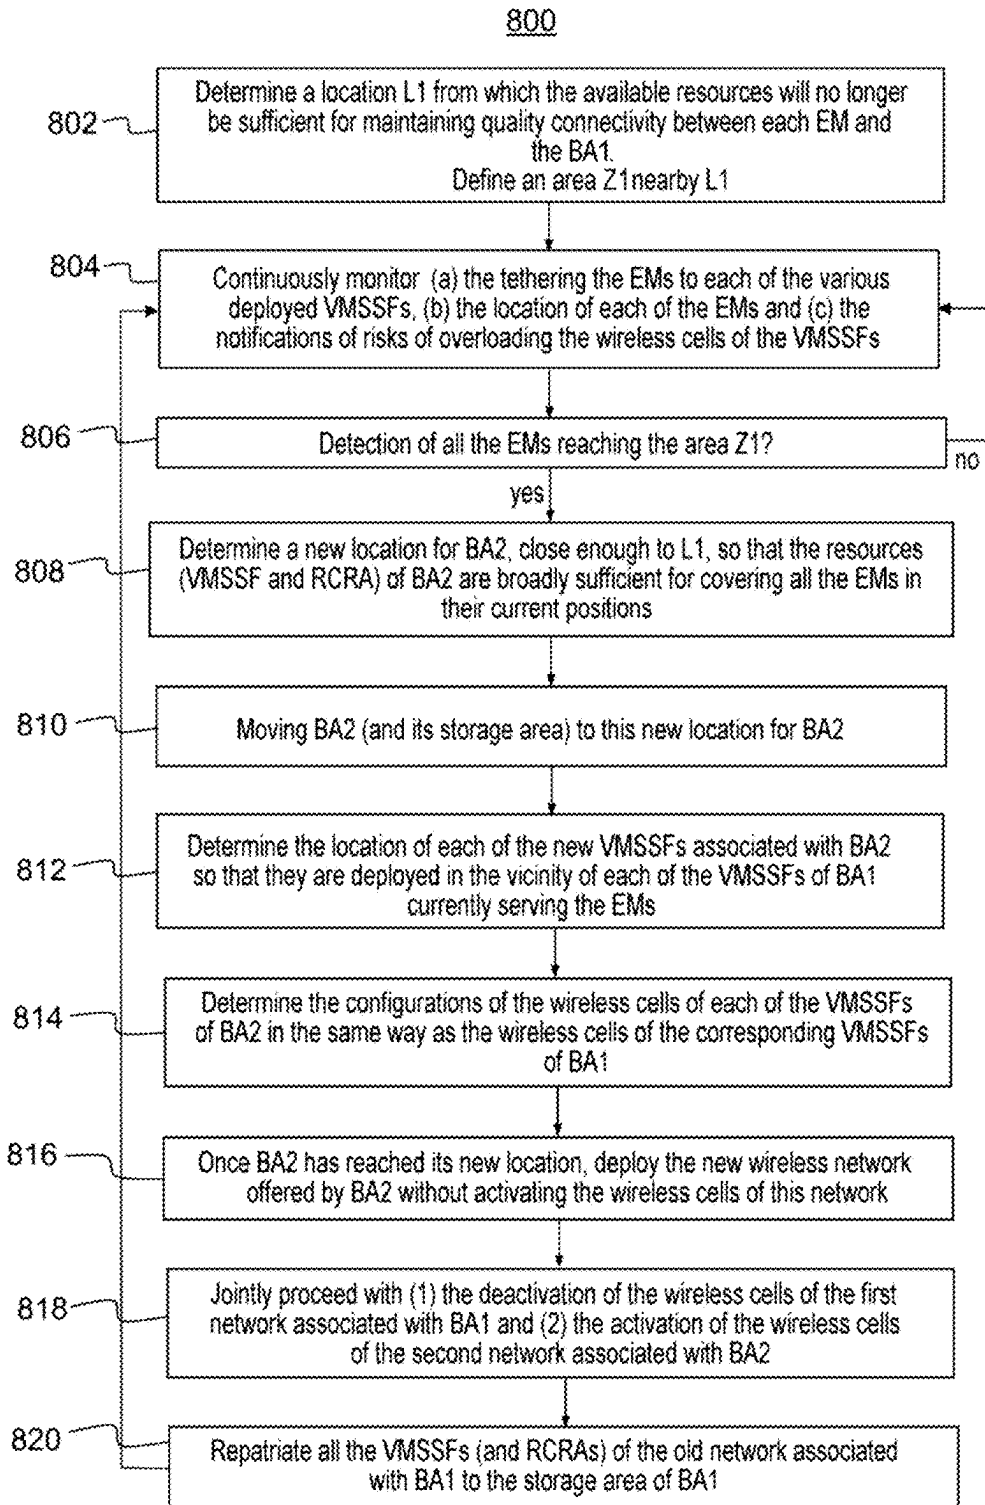 800
802
Determine a location L1 from which the available resources will no longer
be sufficient for maintaining quality connectivity between each EM and
the BA1.
Define an area Z1nearby L1
804
Continuously monitor (a) the tethering the EMs to each of the various
deployed VMSSFs, (b) the location of each of the EMs and (c) the
notifications of risks of overloading the wireless cells of the VMSSFs
806
Detection of all the EMs reaching the area Z1?
no
yes
808
Determine a new location for BA2, close enough to L1, so that the resources
(VMSSF and RCRA) of BA2 are broadly sufficient for covering all the EMs in
their current positions
810
Moving BA2 (and its storage area) to this new location for BA2
812
Determine the location of each of the new VMSSFs associated with BA2
so that they are deployed in the vicinity of each of the VMSSFs of BA1
currently serving the EMs
814
Determine the configurations of the wireless cells of each of the VMSSFs
of BA2 in the same way as the wireless cells of the corresponding VMSSFs
of BA1
816
Once BA2 has reached its new location, deploy the new wireless network
offered by BA2 without activating the wireless cells of this network
818
Jointly proceed with (1) the deactivation of the wireless cells of the first
network associated with BA1 and (2) the activation of the wireless cells
of the second network associated with BA2
820
Repatriate all the VMSSFs (and RCRAs) of the old network associated
with BA1 to the storage area of BA1